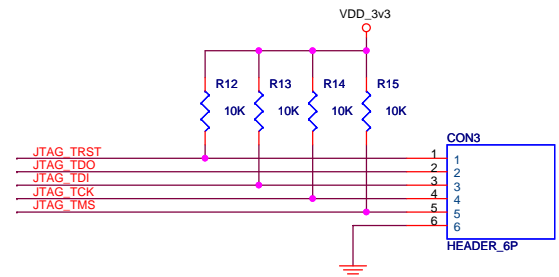 VDD_3v3
R12 R13 R14 R15
10K 10K 10K 10K
CON3
JTAG_TRST 1 1
JTAG_TDO 2 2
JTAG_TDI 3 3
JTAG_TCK 4 4
JTAG_TMS 5 5
6 6
HEADER_6P